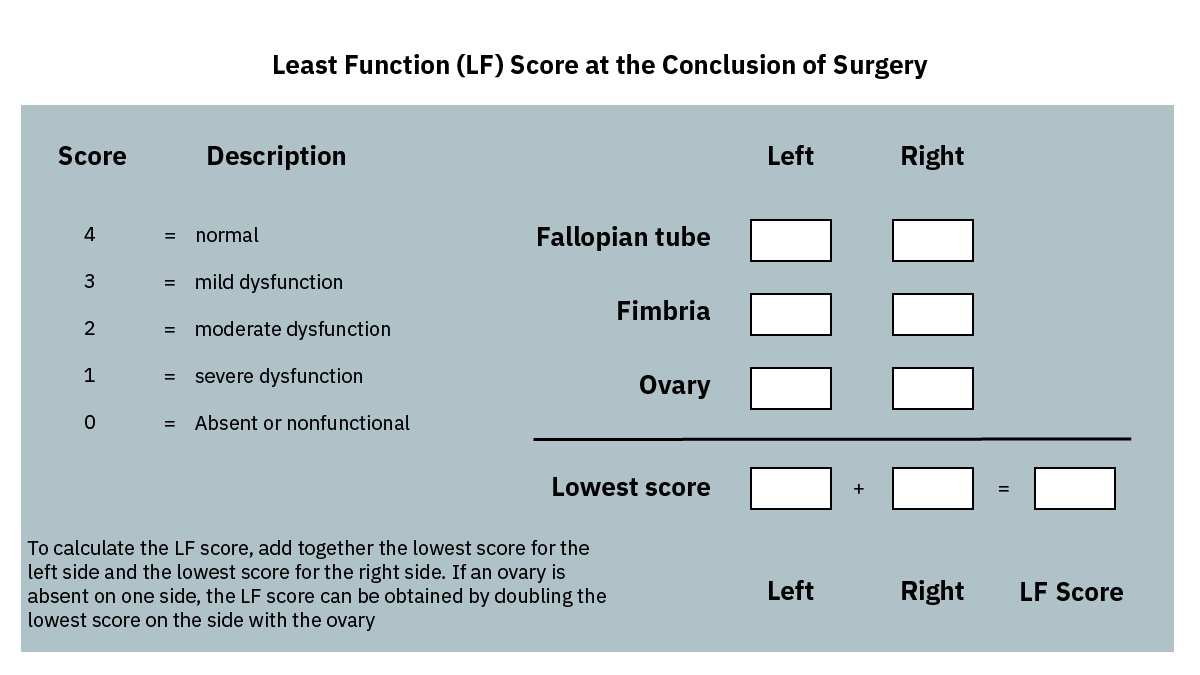 Least Function (LF) Score at the Conclusion of Surgery
Score Description
4 = normal
3 = mild dysfunction
2 = moderate dysfunction
1 = severe dysfunction
0 = Absent or nonfunctional
Left Right
Fallopian tube
Fimbria
Ovary
Lowest score + =
Left Right LF Score
To calculate the LF score, add together the lowest score for the
left side and the lowest score for the right side. If an ovary is
absent on one side, the LF score can be obtained by doubling the
lowest score on the side with the ovary